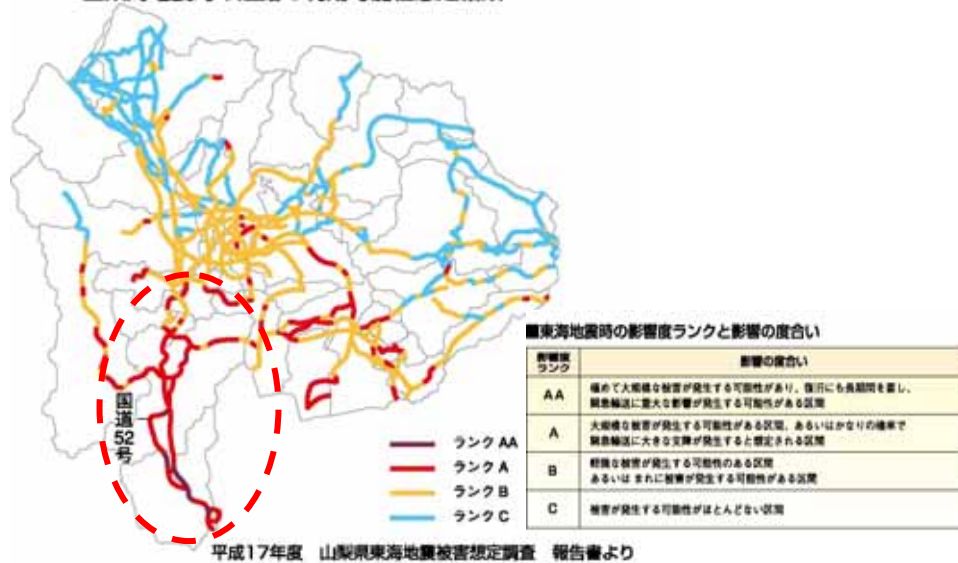 国道52号
ランク AA
ランク A
ランク B
ランク C
平成17年度 山梨県東海地震被害想定調査 報告書より
■東海地震時の影響度ランクと影響の度合い
影響度
ランク
影響の度合い
AA
極めて大規模な被害が発生する可能性があり、復旧にも長期間を要し、
緊急輸送に重大な影響が発生する可能性がある区間
A
大規模な被害が発生する可能性がある区間、あるいはかなりの確率で
緊急輸送に大きな支障が発生すると想定される区間
B
軽微な被害が発生する可能性のある区間
あるいは まれに被害が発生する可能性がある区間
C
被害が発生する可能性がほとんどない区間